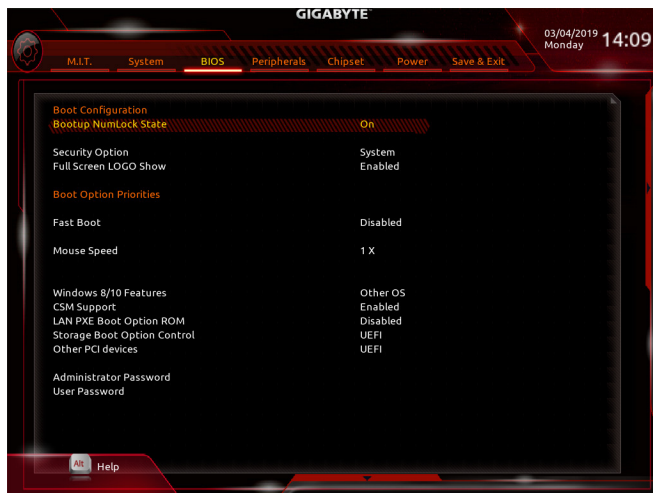 GIGABYTE™
03/04/2019 14:09
Monday
M.I.T. System BIOS Peripherals Chipset Power Save & Exit
Boot Configuration
Bootup NumLock State On
Security Option System
Full Screen LOGO Show Enabled
Boot Option Priorities
Fast Boot Disabled
Mouse Speed 1 X
Windows 8/10 Features Other OS
CSM Support Enabled
LAN PXE Boot Option ROM Disabled
Storage Boot Option Control UEFI
Other PCI devices UEFI
Administrator Password
User Password
Alt Help